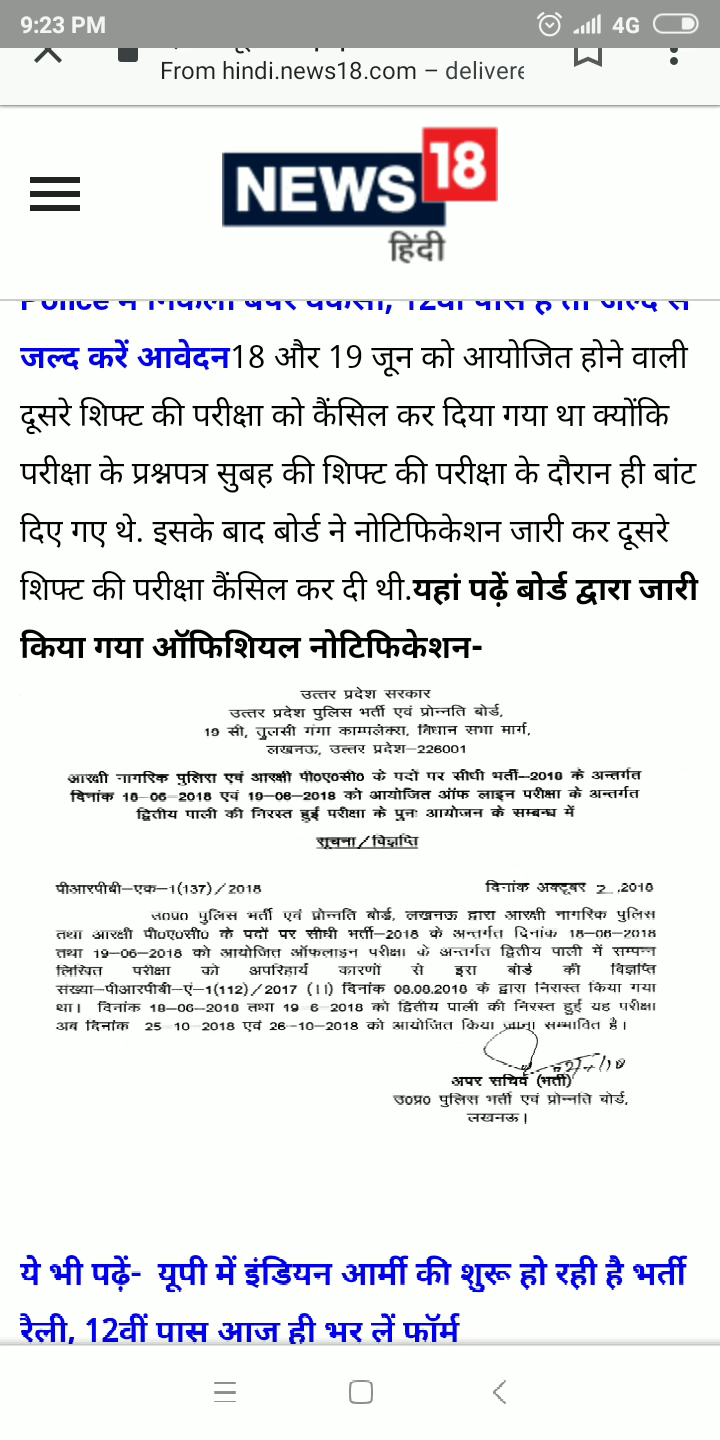 9:23 PM
4G
From hindi.news18.com – delivere
NEWS 18
हिंदी
जल्द करें आवेदन18 और 19 जून को आयोजित होने वाली
दूसरे शिफ्ट की परीक्षा को कैंसिल कर दिया गया था क्योंकि
परीक्षा के प्रश्नपत्र सुबह की शिफ्ट की परीक्षा के दौरान ही बांट
दिए गए थे. इसके बाद बोर्ड ने नोटिफिकेशन जारी कर दूसरे
शिफ्ट की परीक्षा कैंसिल कर दी थी.यहां पढ़ें बोर्ड द्वारा जारी
किया गया ऑफिशियल नोटिफिकेशन-
उत्तर प्रदेश सरकार
उत्तर प्रदेश पुलिस भर्ती एवं प्रोन्नति बोर्ड,
19 सी, तुलसी गंगा काम्पलेक्स, विधान सभा मार्ग,
लखनऊ, उत्तर प्रदेश–226001
आरक्षी नागरिक पुलिस एवं आरक्षी पी०ए०सी० के पदों पर सीधी भर्ती–2018 के अन्तर्गत
दिनांक 18–06–2018 एवं 19–06–2018 को आयोजित ऑफ लाइन परीक्षा के अन्तर्गत
द्वितीय पाली की निरस्त हुई परीक्षा के पुनः आयोजन के सम्बन्ध में
सूचना/विज्ञप्ति
पीआरपीबी–एक–1(137)/2018 दिनांक अक्टूबर 2 ,2018
उ०प्र० पुलिस भर्ती एवं प्रोन्नति बोर्ड, लखनऊ द्वारा आरक्षी नागरिक पुलिस
तथा आरक्षी पी०ए०सी० के पदों पर सीधी भर्ती–2018 के अन्तर्गत दिनांक 18–06–2018
तथा 19–06–2018 को आयोजित ऑफलाइन परीक्षा के अन्तर्गत द्वितीय पाली में सम्पन्न
लिखित परीक्षा को अपरिहार्य कारणों से इस बोर्ड की विज्ञप्ति
संख्या–पीआरपीबी–एं–1(112)/2017 (II) दिनांक 08.08.2018 के द्वारा निरास्त किया गया
था। दिनांक 18–06–2018 तथा 19–6–2018 को द्वितीय पाली की निरस्त हुई यह परीक्षा
अब दिनांक 25–10–2018 एवं 26–10–2018 को आयोजित किया जाना सम्भावित है।
अपर सचिव (भर्ती)
उ०प्र० पुलिस भर्ती एवं प्रोन्नति बोर्ड,
लखनऊ।
ये भी पढ़ें- यूपी में इंडियन आर्मी की शुरू हो रही है भर्ती
रैली, 12वीं पास आज ही भर लें फॉर्म